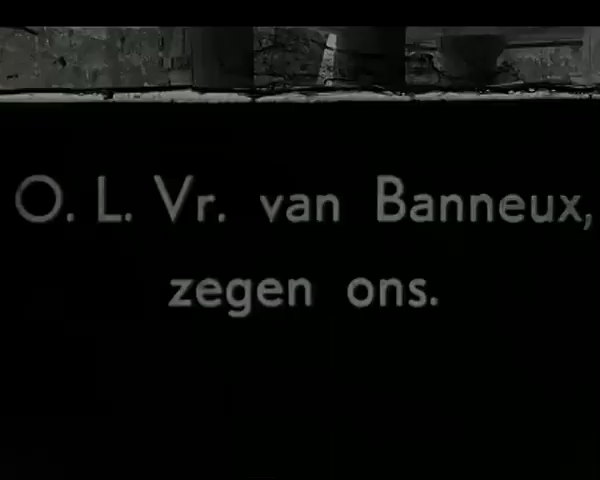 O. L. Vr. van Banneux,
zegen ons.